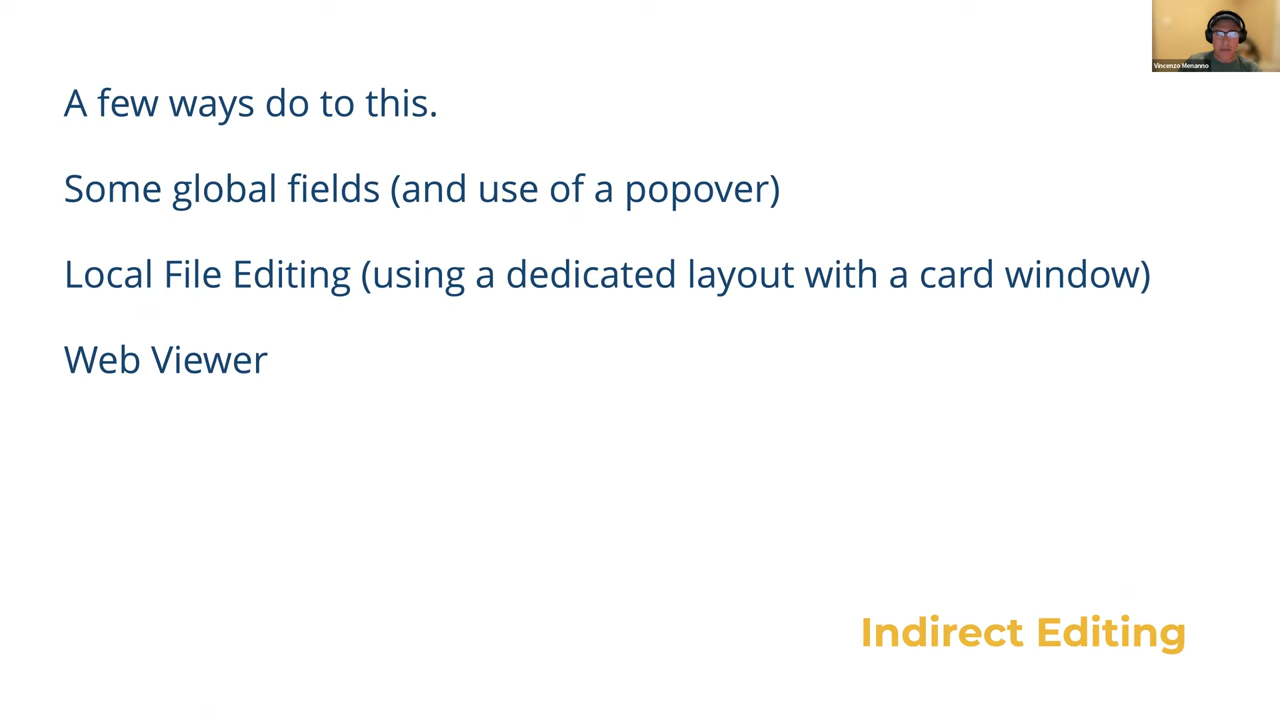 Vincenzo Menanno
A few ways do to this.
Some global fields (and use of a popover)
Local File Editing (using a dedicated layout with a card window)
Web Viewer
Indirect Editing